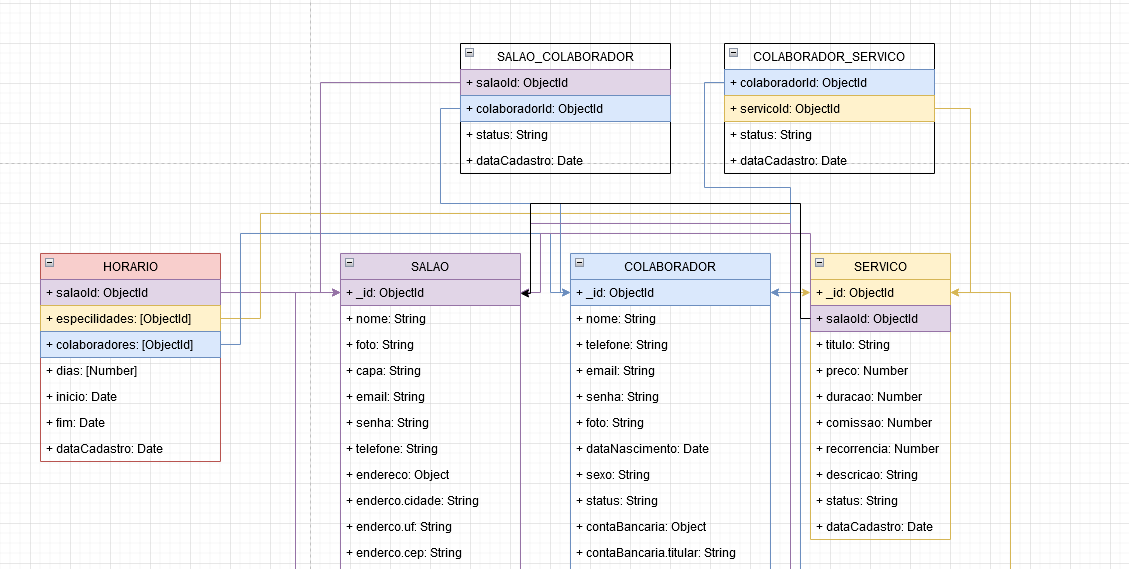 SALAO_COLABORADOR
+ salaoId: ObjectId
+ colaboradorId: ObjectId
+ status: String
+ dataCadastro: Date
COLABORADOR_SERVICO
+ colaboradorId: ObjectId
+ servicoId: ObjectId
+ status: String
+ dataCadastro: Date
HORARIO
+ salaoId: ObjectId
+ especilidades: [ObjectId]
+ colaboradores: [ObjectId]
+ dias: [Number]
+ inicio: Date
+ fim: Date
+ dataCadastro: Date
SALAO
+ _id: ObjectId
+ nome: String
+ foto: String
+ capa: String
+ email: String
+ senha: String
+ telefone: String
+ endereco: Object
+ enderco.cidade: String
+ enderco.uf: String
+ enderco.cep: String
COLABORADOR
+ _id: ObjectId
+ nome: String
+ telefone: String
+ email: String
+ senha: String
+ foto: String
+ dataNascimento: Date
+ sexo: String
+ status: String
+ contaBancaria: Object
+ contaBancaria.titular: String
SERVICO
+ _id: ObjectId
+ salaoId: ObjectId
+ titulo: String
+ preco: Number
+ duracao: Number
+ comissao: Number
+ recorrencia: Number
+ descricao: String
+ status: String
+ dataCadastro: Date